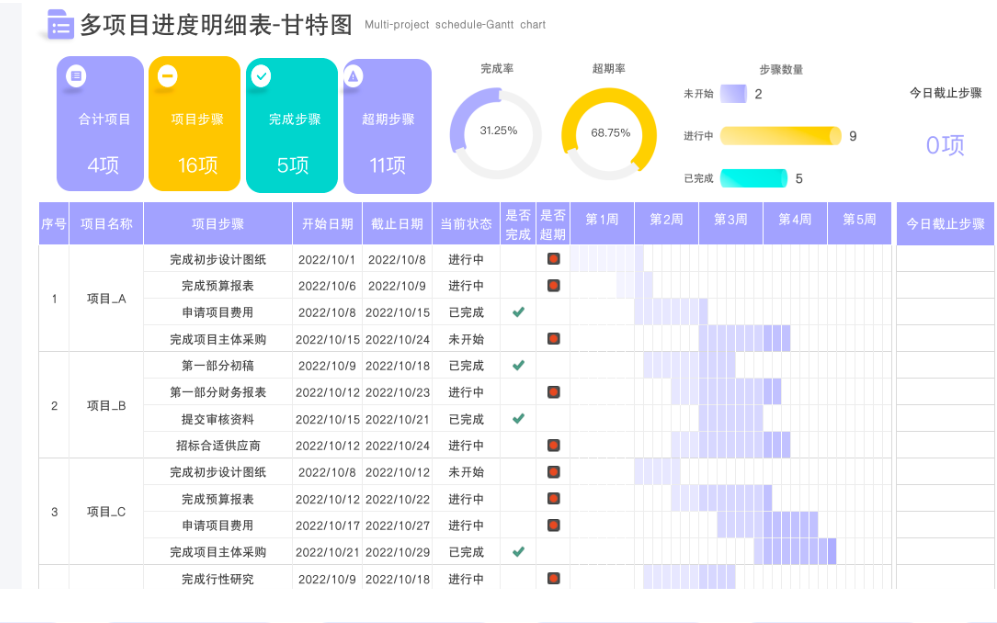 多项目进度明细表-甘特图 Multi-project schedule-Gantt chart
合计项目
4项
项目步骤
16项
完成步骤
5项
超期步骤
11项
完成率
31.25%
超期率
68.75%
步骤数量
未开始 2
进行中 9
已完成 5
今日截止步骤
0项
序号 项目名称 项目步骤 开始日期 截止日期 当前状态 是否完成 是否超期 第1周 第2周 第3周 第4周 第5周 今日截止步骤
完成初步设计图纸 2022/10/1 2022/10/8 进行中
完成预算报表 2022/10/6 2022/10/9 进行中
1 项目_A
申请项目费用 2022/10/8 2022/10/15 已完成
完成项目主体采购 2022/10/15 2022/10/24 未开始
第一部分初稿 2022/10/9 2022/10/18 已完成
第一部分财务报表 2022/10/12 2022/10/23 进行中
2 项目_B
提交审核资料 2022/10/15 2022/10/21 已完成
招标合适供应商 2022/10/12 2022/10/24 进行中
完成初步设计图纸 2022/10/8 2022/10/12 未开始
完成预算报表 2022/10/12 2022/10/22 进行中
3 项目_C
申请项目费用 2022/10/17 2022/10/27 进行中
完成项目主体采购 2022/10/21 2022/10/29 已完成
完成行性研究 2022/10/9 2022/10/18 进行中